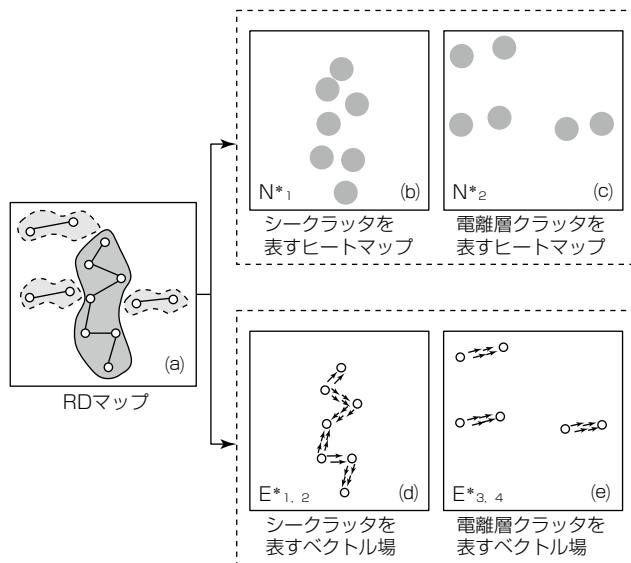 N*1
(b)
シークラッタを
表すヒートマップ
N*2
(c)
電離層クラッタを
表すヒートマップ
(a)
RDマップ
E*1, 2
(d)
シークラッタを
表すベクトル場
E*3, 4
(e)
電離層クラッタを
表すベクトル場